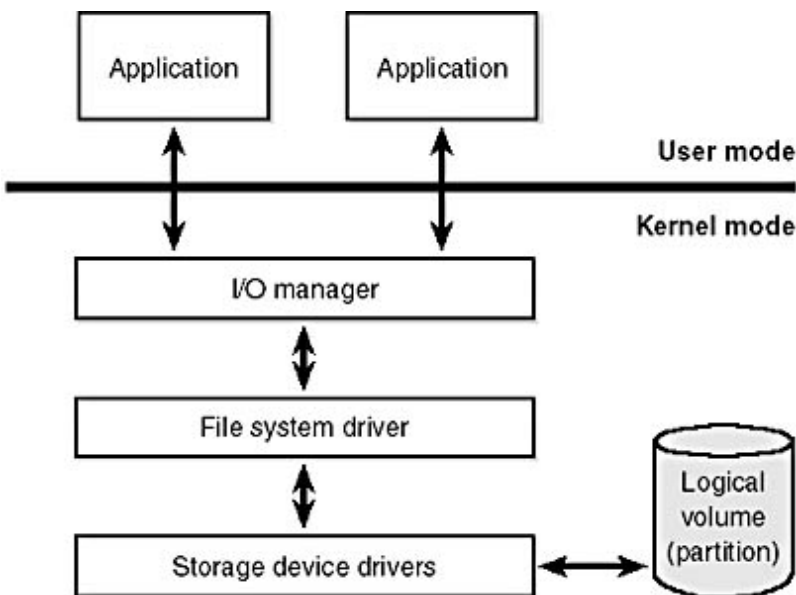 Application
Application
User mode
Kernel mode
I/O manager
File system driver
Logical
volume
(partition)
Storage device drivers